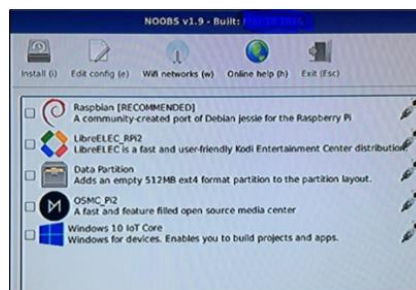 NOOBS v1.9 - Built:
Install (i) Edit config (e) Wifi networks (w) Online help (h) Exit (Esc)
Raspbian [RECOMMENDED]
A community-created port of Debian jessie for the Raspberry Pi
LibreELEC_RPi2
LibreELEC is a fast and user-friendly Kodi Entertainment Center distribution
Data Partition
Adds an empty 512MB ext4 format partition to the partition layout.
OSMC_Pi2
A fast and feature filled open source media center
Windows 10 IoT Core
Windows for devices. Enables you to build projects and apps.